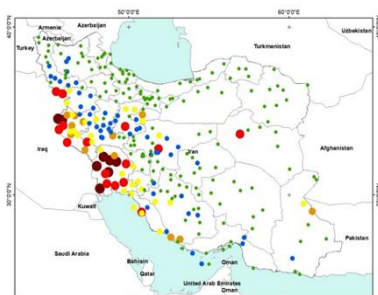 50°0'0"E
60°0'0"E
40°0'0"N
Armenia
Azerbaijan
Azerbaijan
Turkey
Uzbekistan
Turkmenistan
Iraq
Iran
Afghanistan
30°0'0"N
Kuwait
Pakistan
Saudi Arabia
Bahrain
Oman
Qatar
United Arab Emirates
Oman